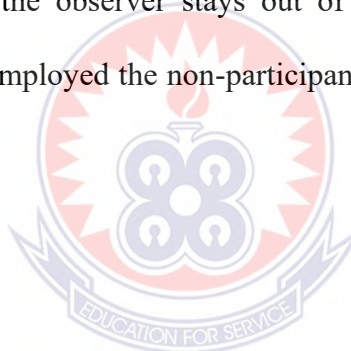 the observer stays out of
mployed the non-participan
EDUCATION FOR SERVICE